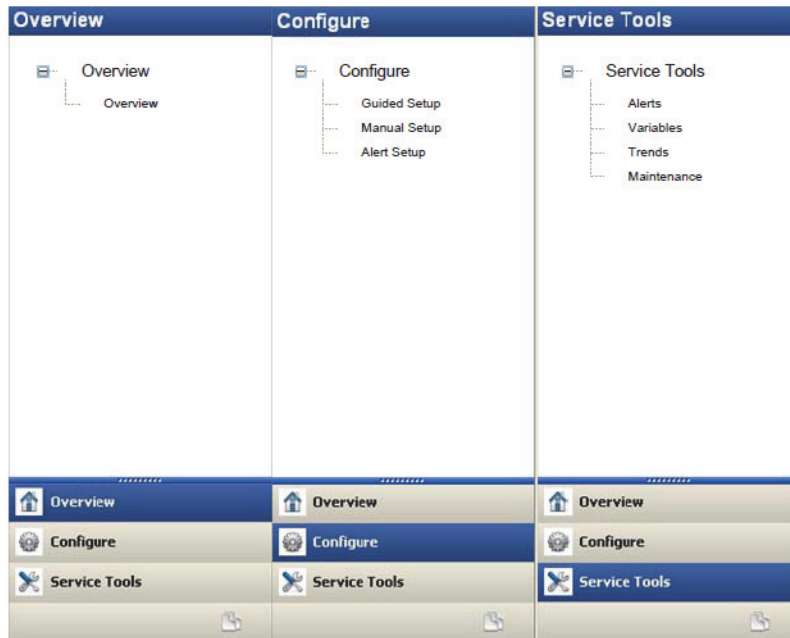 Overview
Overview
Overview
Overview
Configure
Service Tools
Configure
Configure
Guided Setup
Manual Setup
Alert Setup
Overview
Configure
Service Tools
Service Tools
Service Tools
Alerts
Variables
Trends
Maintenance
Overview
Configure
Service Tools